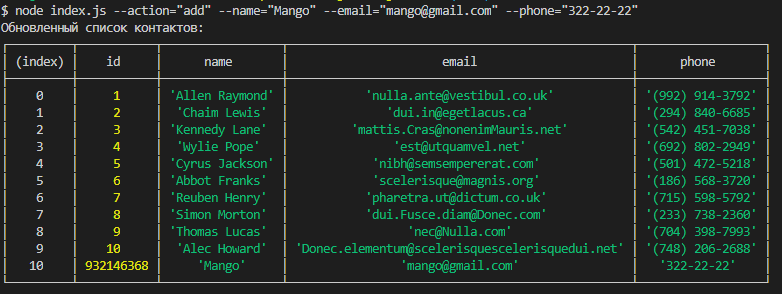 $ node index.js --action="add" --name="Mango" --email="mango@gmail.com" --phone="322-22-22"
Обновленный список контактов:
(index) id name email phone
0 1 'Allen Raymond' 'nulla.ante@vestibul.co.uk' '(992) 914-3792'
1 2 'Chaim Lewis' 'dui.in@egetlacus.ca' '(294) 840-6685'
2 3 'Kennedy Lane' 'mattis.Cras@nonenimMauris.net' '(542) 451-7038'
3 4 'Wylie Pope' 'est@utquamvel.net' '(692) 802-2949'
4 5 'Cyrus Jackson' 'nibh@semsempererat.com' '(501) 472-5218'
5 6 'Abbot Franks' 'scelerisque@magnis.org' '(186) 568-3720'
6 7 'Reuben Henry' 'pharetra.ut@dictum.co.uk' '(715) 598-5792'
7 8 'Simon Morton' 'dui.Fusce.diam@Donec.com' '(233) 738-2360'
8 9 'Thomas Lucas' 'nec@Nulla.com' '(704) 398-7993'
9 10 'Alec Howard' 'Donec.elementum@scelerisquescelerisquedui.net' '(748) 206-2688'
10 932146368 'Mango' 'mango@gmail.com' '322-22-22'